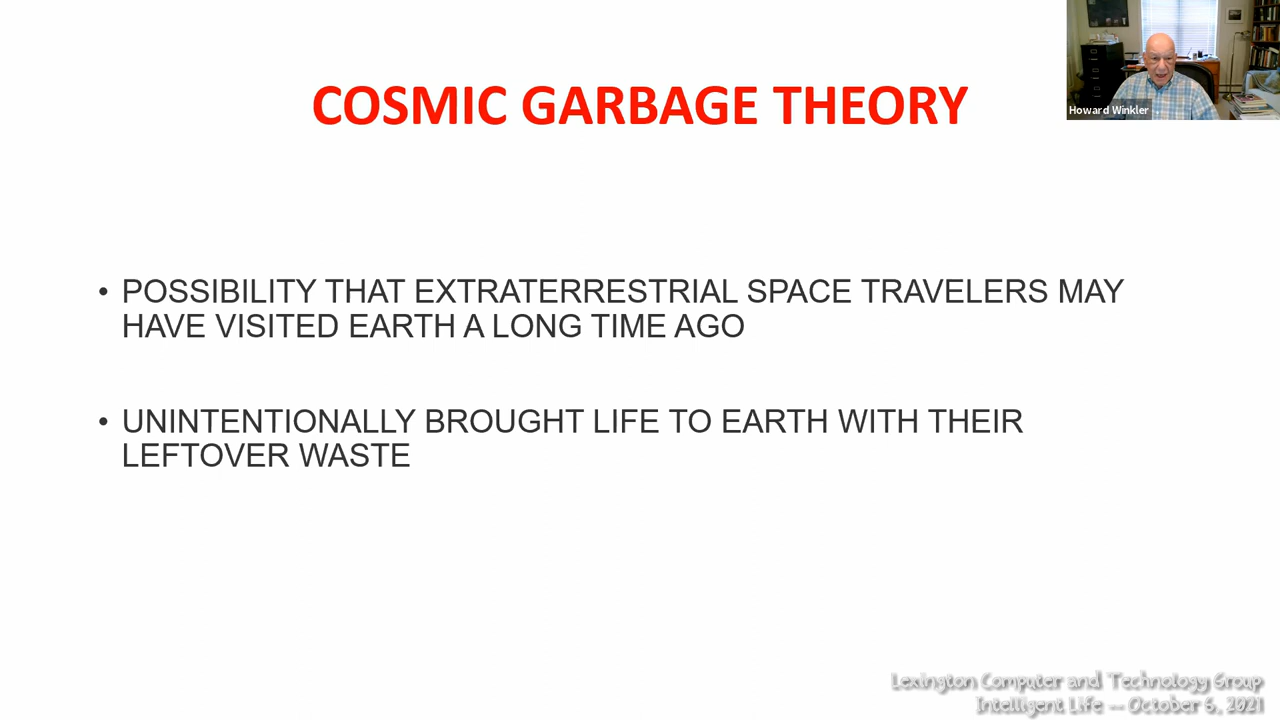 COSMIC GARBAGE THEORY
Howard Winkler
• POSSIBILITY THAT EXTRATERRESTRIAL SPACE TRAVELERS MAY
HAVE VISITED EARTH A LONG TIME AGO
• UNINTENTIONALLY BROUGHT LIFE TO EARTH WITH THEIR
LEFTOVER WASTE
Lexington Computer and Technology Group
Intelligent Life -- October 6, 2021